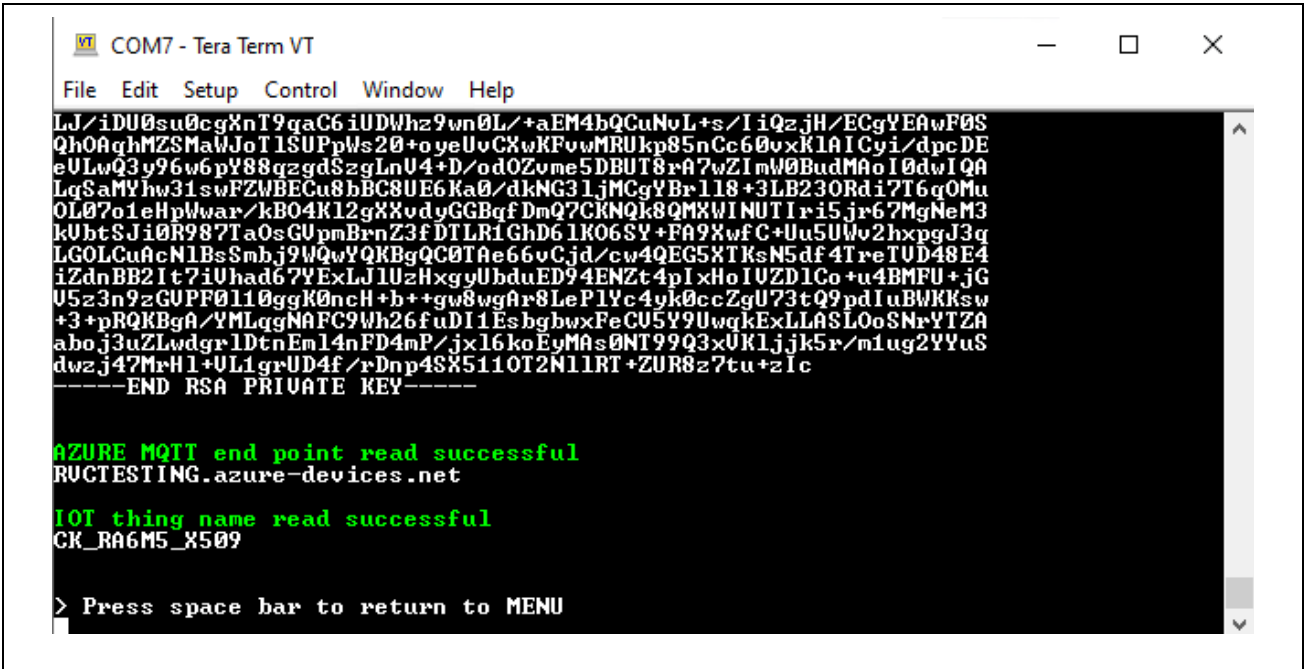 COM7 - Tera Term VT
File Edit Setup Control Window Help
LJ/iDU0su0cgXnT9qaC6iUDWhz9wn0L/+aEM4bQCuNvL+s/IiQzjH/ECgYEAwF0S
QhOAqhMZSMaWJoTlSUPpWs20+oyeUvCXwKFvwMRUkp85nCc60vxKlAICyi/dpcDE
eVLwQ3y96w6pY88qzgdSzgLnV4+D/odOZvme5DBUT8rA7wZImW0BudMAoI0dwIQA
LqSaMYhw31swFZWBECu8bBC8UE6Ka0/dkNG3ljMCgYBrll8+3LB23ORdi7T6qOMu
OL07o1eHpWwar/kBO4Kl2gXXvdyGGBqfDmQ7CKNQk8QMXWINUTIri5jr67MgNeM3
kVbtSJi0R987TaOsGVpmBrnZ3fDTLR1GhD6lKO6SY+FA9XwfC+Uu5UWv2hxpgJ3q
LGOLCuAcNlBsSmbj9WQwYQKBgQC0TAe66vCjd/cw4QEG5XTKsN5df4TreTVD48E4
iZdnBB2It7iVhad67YExLJlUzHxgyUbduED94ENZt4pIxHoIVZDlCo+u4BMFU+jG
V5z3n9zGVPF0l10ggK0ncH+b++gw8wgAr8LePlYc4yk0ccZgU73tQ9pdIuBWKKsw
+3+pRQKBgA/YMLqgNAFC9Wh26fuDI1EsbgbwxFeCV5Y9UwqkExLLASLOoSNrYTZA
aboj3uZLwdgrlDtnEml4nFD4mP/jxl6koEyMAs0NT99Q3xVKljjk5r/m1ug2YYuS
dwzj47MrHl+VL1grUD4f/rDnp4SX511OT2NllRT+ZUR8z7tu+zIc
-----END RSA PRIVATE KEY-----
AZURE MQTT end point read successful
RVCTESTING.azure-devices.net
IOT thing name read successful
CK_RA6M5_X509
> Press space bar to return to MENU